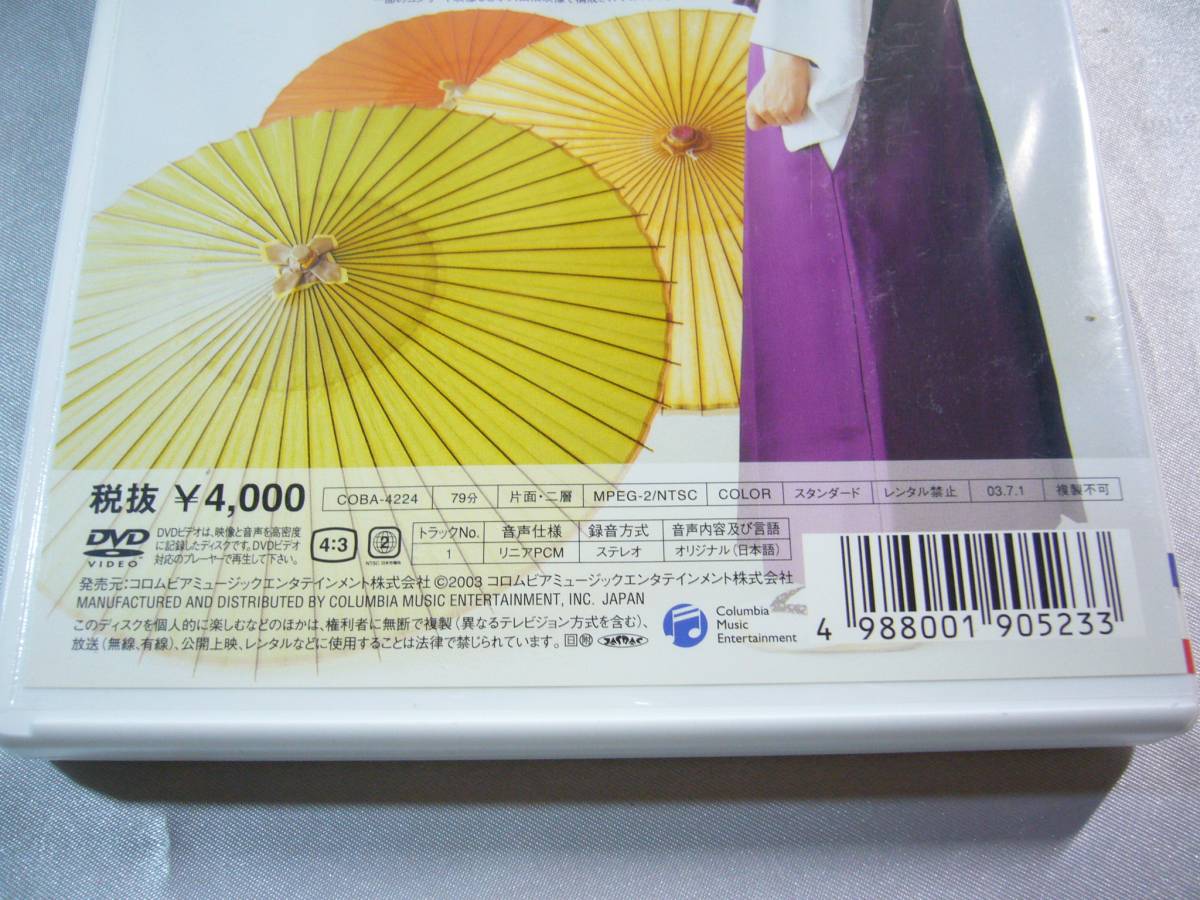 税抜 ¥4,000
COBA-4224 79分 片面・二層 MPEG-2/NTSC COLOR スタンダード レンタル禁止 03.7.1 複製不可
DVD
VIDEO
DVDビデオは、映像と音声を高密度
に記録したディスクです。DVDビデオ
対応のプレーヤーで再生して下さい。
4:3
2
NTSC 日本市場向
トラックNo. 音声仕様 録音方式 音声内容及び言語
1 リニアPCM ステレオ オリジナル(日本語)
発売元:コロムビアミュージックエンタテインメント株式会社 ©2003 コロムビアミュージックエンタテインメント株式会社
MANUFACTURED AND DISTRIBUTED BY COLUMBIA MUSIC ENTERTAINMENT, INC. JAPAN
このディスクを個人的に楽しむなどのほかは、権利者に無断で複製(異なるテレビジョン方式を含む)、
放送(無線、有線)、公開上映、レンタルなどに使用することは法律で禁じられています。
JASRAC
Columbia
Music
Entertainment
4 988001 905233